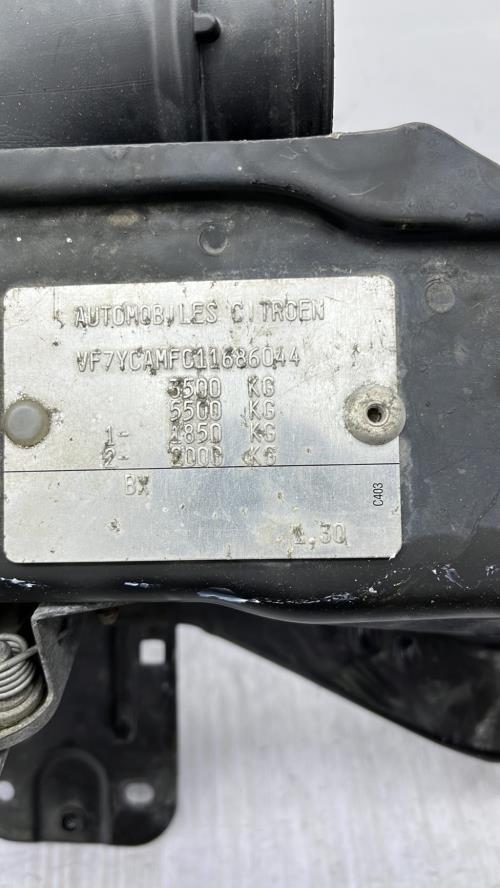 AUTOMOBILES CITROEN
VF7YCAMFC11686044
3500 KG
5500 KG
1- 1850 KG
2- 2000 KG
BX
C403
1,30